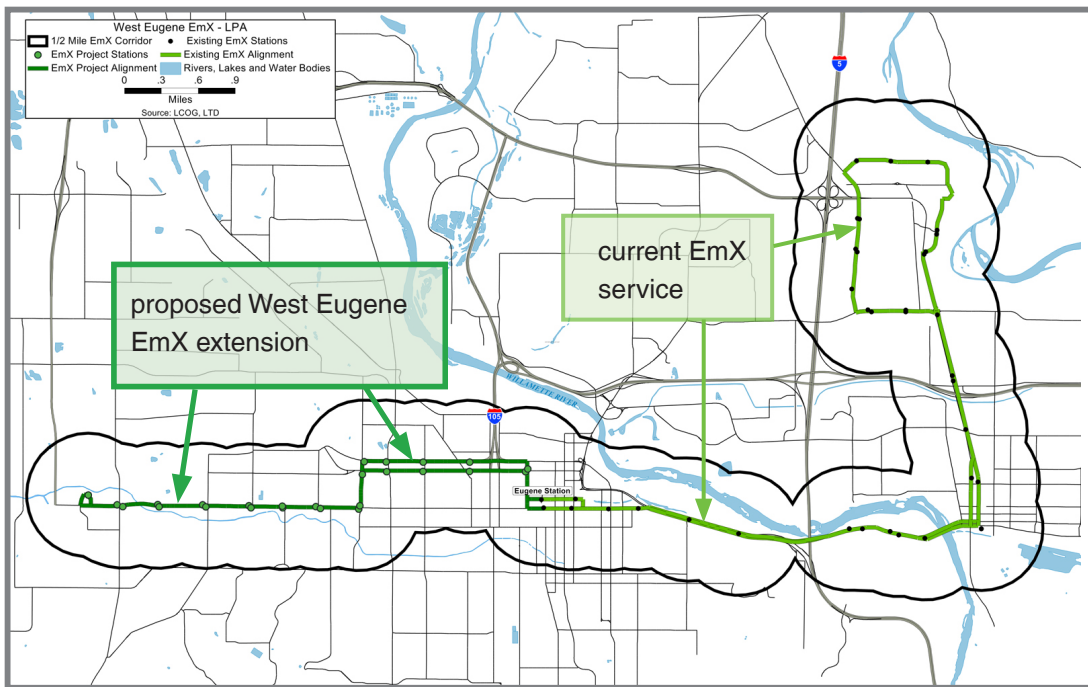 West Eugene EmX - LPA
1/2 Mile EmX Corridor
Existing EmX Stations
EmX Project Stations
Existing EmX Alignment
EmX Project Alignment
Rivers, Lakes and Water Bodies
0 .3 .6 .9
Miles
Source: LCOG, LTD
5
current EmX
service
proposed West Eugene
EmX extension
WILLAMETTE RIVER
105
Eugene Station